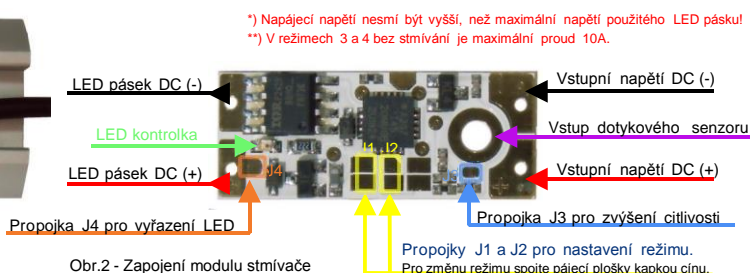 *) Napájecí napětí nesmí být vyšší, než maximální napětí použitého LED pásku!
**) V režimech 3 a 4 bez stmívání je maximální proud 10A.
LED pásek DC (-)
Vstupní napětí DC (-)
LED kontrolka
Vstup dotykového senzoru
J1 J2
J4
LED pásek DC (+)
Vstupní napětí DC (+)
Propojka J4 pro vyřazení LED
Propojka J3 pro zvýšení citlivosti
Propojky J1 a J2 pro nastavení režimu.
Obr.2 - Zapojení modulu stmívače
Pro změnu režimu spojte pájecí plošky kapkou cínu.